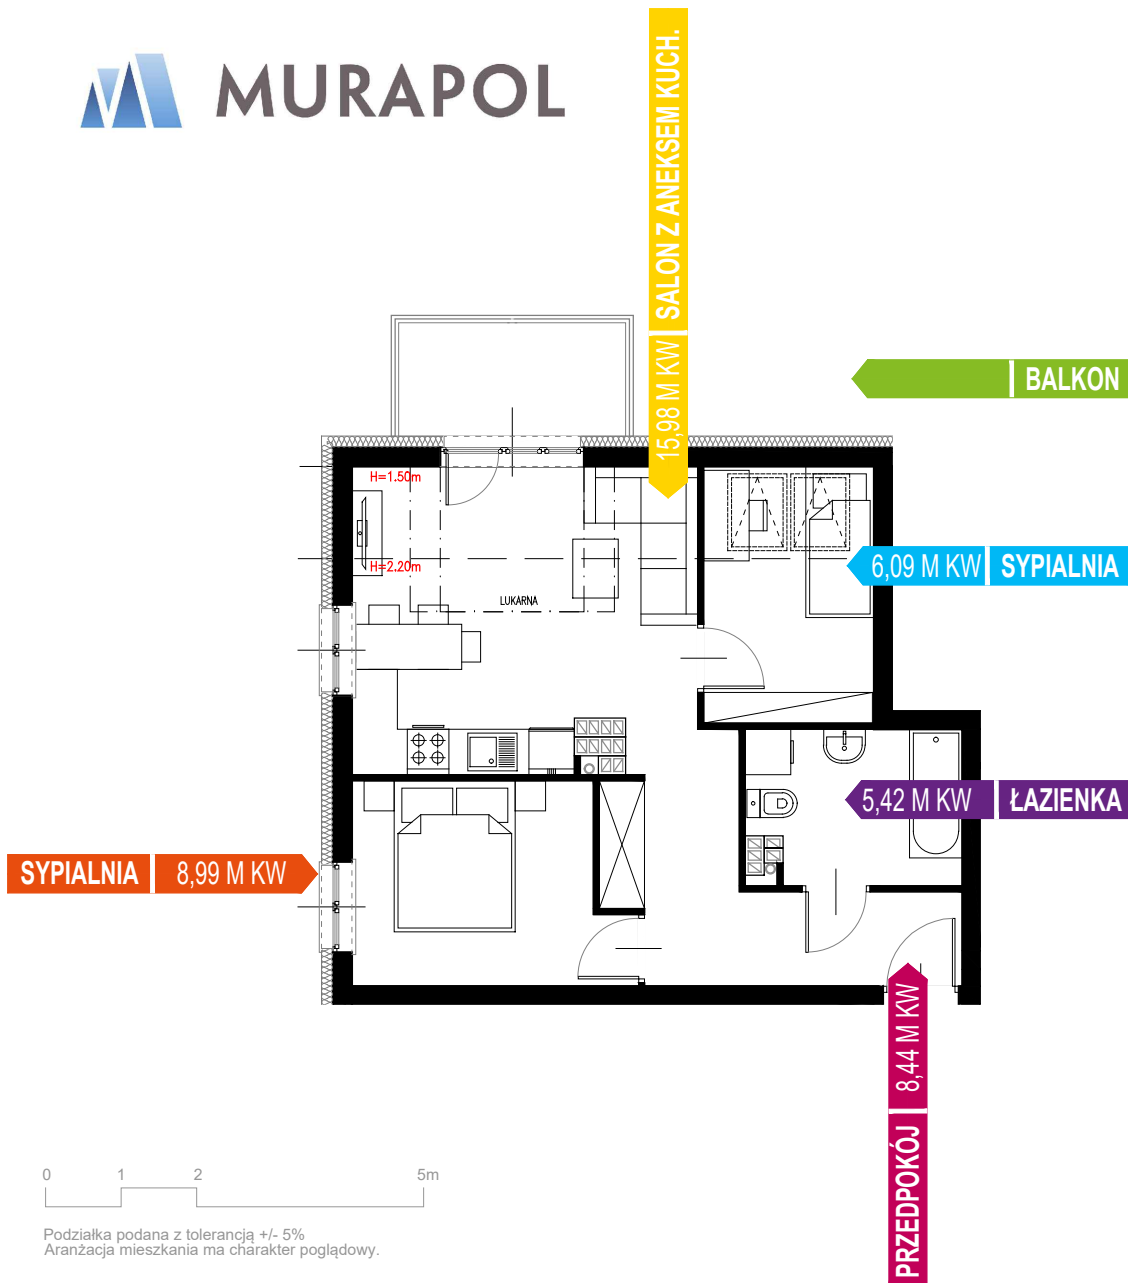 MURAPOL
SALON Z ANEKSEM KUCH.
15,98 M KW
BALKON
H=1.50m
H=2.20m
LUKARNA
6,09 M KW
SYPIALNIA
5,42 M KW
ŁAZIENKA
SYPIALNIA
8,99 M KW
PRZEDPOKÓJ
8,44 M KW
0 1 2 5m
Podziałka podana z tolerancją +/- 5%
Aranżacja mieszkania ma charakter poglądowy.